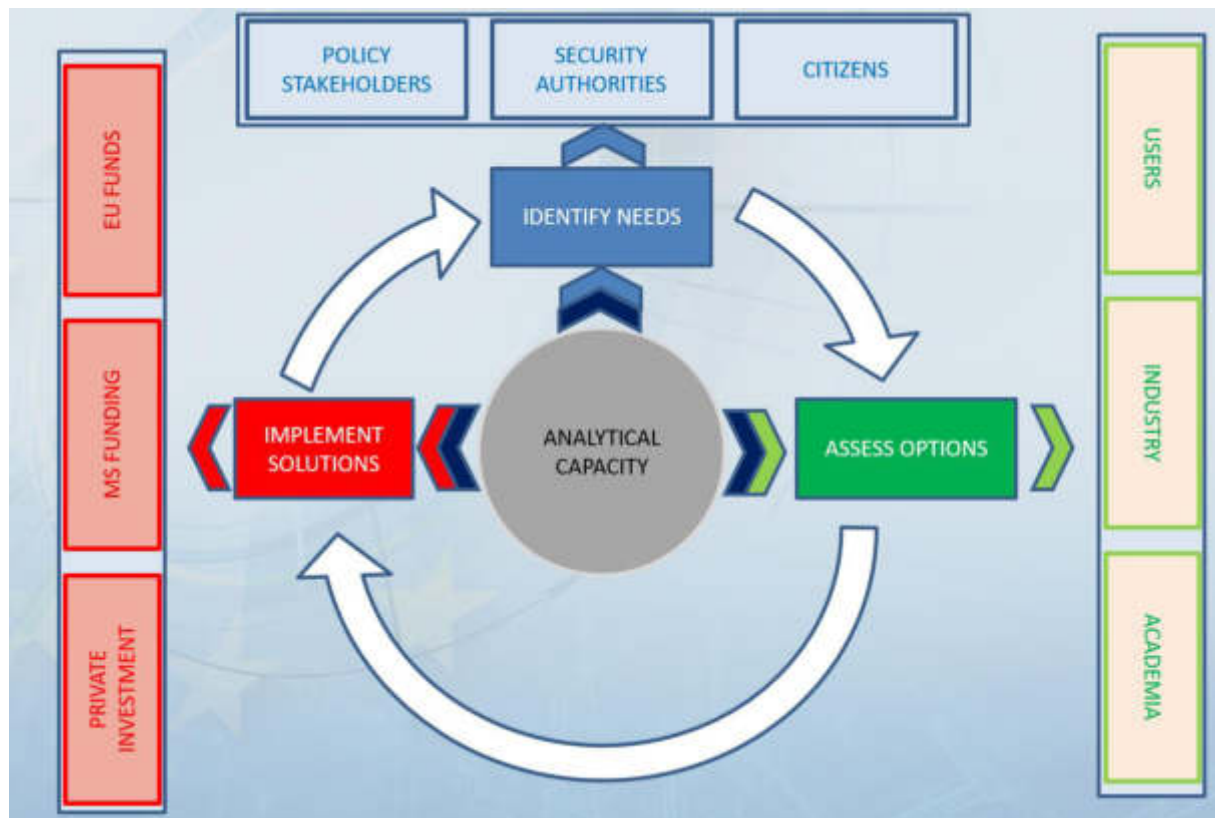 POLICY
STAKEHOLDERS
SECURITY
AUTHORITIES
CITIZENS
IDENTIFY NEEDS
EU FUNDS
MS FUNDING
PRIVATE
INVESTMENT
IMPLEMENT
SOLUTIONS
ANALYTICAL
CAPACITY
ASSESS OPTIONS
USERS
INDUSTRY
ACADEMIA